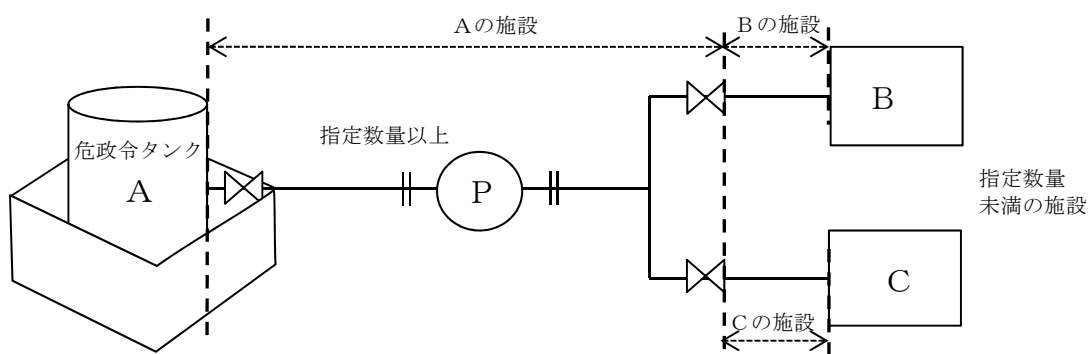 Aの施設
Bの施設
危政令タンク
A
指定数量以上
P
B
指定数量
未満の施設
C
Cの施設